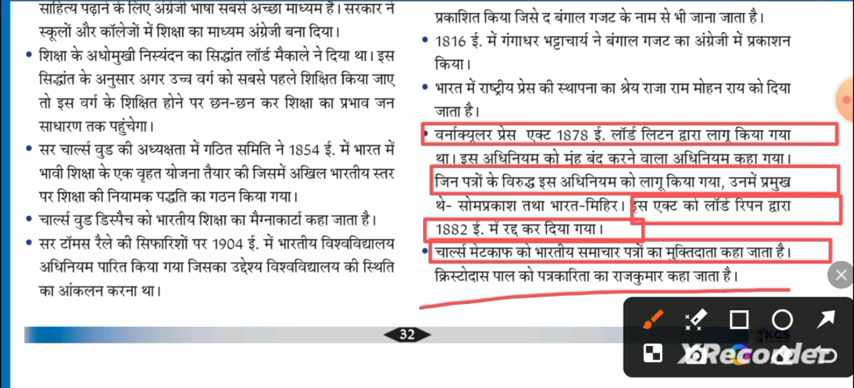 साहित्य पढ़ाने के लिए अंग्रेजी भाषा सबसे अच्छा माध्यम है। सरकार ने
स्कूलों और कॉलेजों में शिक्षा का माध्यम अंग्रेजी बना दिया।
• शिक्षा के अधोमुखी निस्यंदन का सिद्धांत लॉर्ड मैकाले ने दिया था। इस
सिद्धांत के अनुसार अगर उच्च वर्ग को सबसे पहले शिक्षित किया जाए
तो इस वर्ग के शिक्षित होने पर छन-छन कर शिक्षा का प्रभाव जन
साधारण तक पहुंचेगा।
• सर चार्ल्स वुड की अध्यक्षता में गठित समिति ने 1854 ई. में भारत में
भावी शिक्षा के एक वृहत योजना तैयार की जिसमें अखिल भारतीय स्तर
पर शिक्षा की नियामक पद्धति का गठन किया गया।
• चार्ल्स वुड डिस्पैच को भारतीय शिक्षा का मैग्नाकार्टा कहा जाता है।
• सर टॉमस रैले की सिफारिशों पर 1904 ई. में भारतीय विश्वविद्यालय
अधिनियम पारित किया गया जिसका उद्देश्य विश्वविद्यालय की स्थिति
का आंकलन करना था।
प्रकाशित किया जिसे द बंगाल गजट के नाम से भी जाना जाता है।
• 1816 ई. में गंगाधर भट्टाचार्य ने बंगाल गजट का अंग्रेजी में प्रकाशन
किया।
• भारत में राष्ट्रीय प्रेस की स्थापना का श्रेय राजा राम मोहन राय को दिया
जाता है।
• वर्नाक्यूलर प्रेस एक्ट 1878 ई. लॉर्ड लिटन द्वारा लागू किया गया
था। इस अधिनियम को मुंह बंद करने वाला अधिनियम कहा गया।
जिन पत्रों के विरुद्ध इस अधिनियम को लागू किया गया, उनमें प्रमुख
थे- सोमप्रकाश तथा भारत-मिहिर। इस एक्ट को लॉर्ड रिपन द्वारा
1882 ई. में रद्द कर दिया गया।
• चार्ल्स मेटकाफ को भारतीय समाचार पत्रों का मुक्तिदाता कहा जाता है।
क्रिस्टोदास पाल को पत्रकारिता का राजकुमार कहा जाता है।
32
KGS
XRecorder